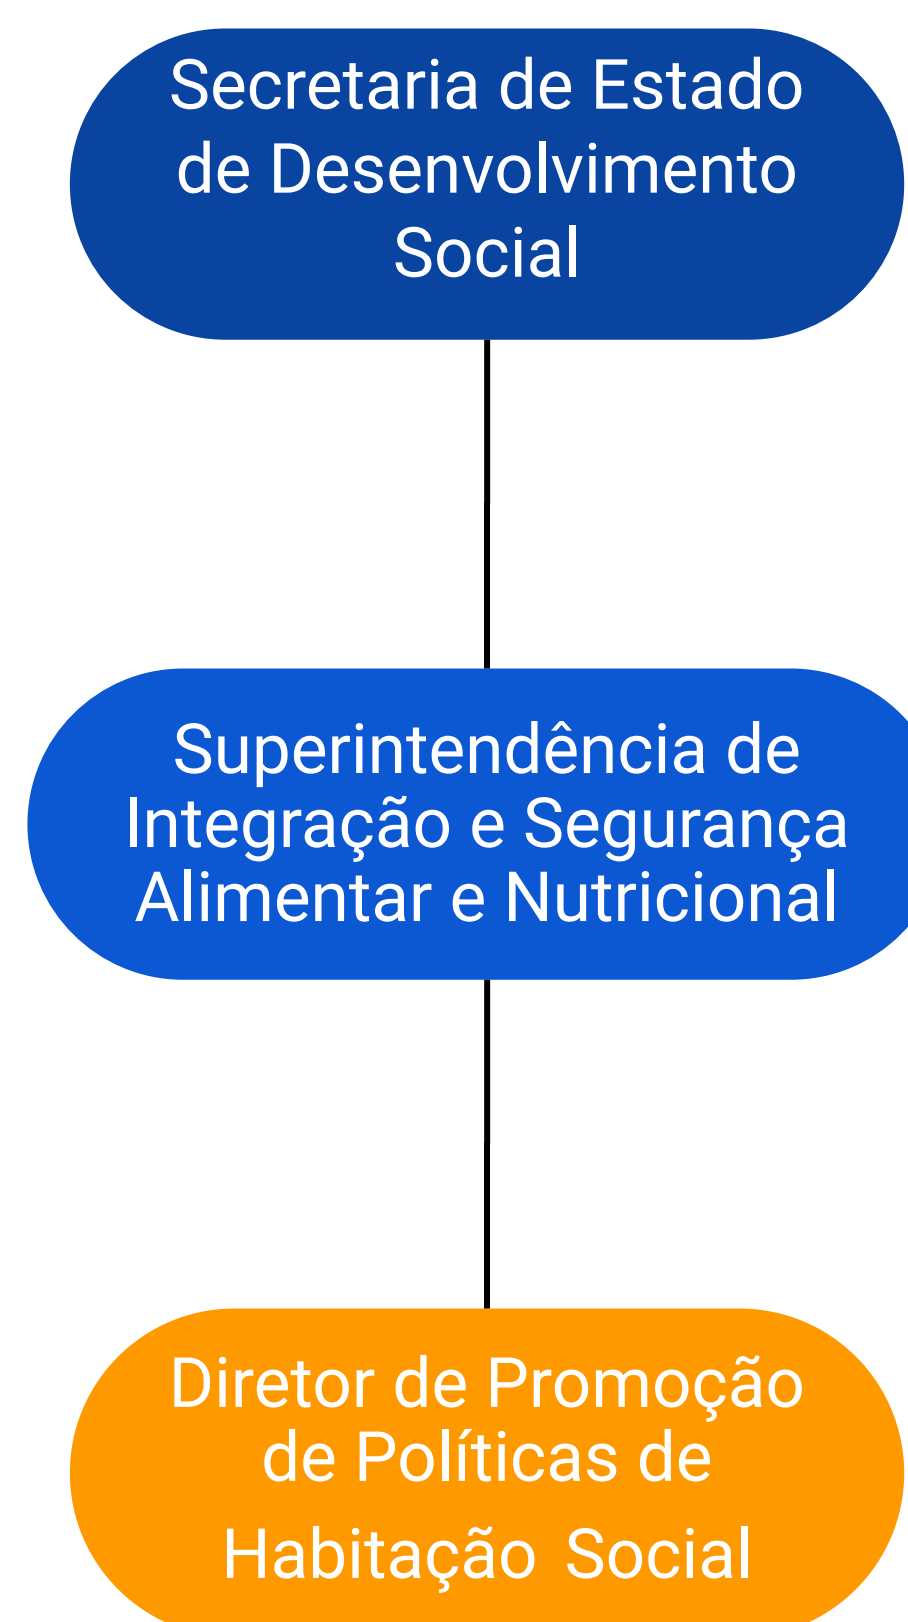 Secretaria de Estado
de Desenvolvimento
Social
Superintendência de
Integração e Segurança
Alimentar e Nutricional
Diretor de Promoção
de Políticas de
Habitação Social